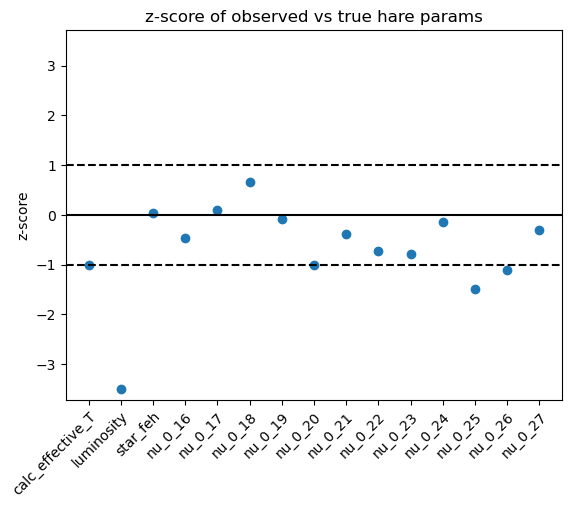 z-score of observed vs true hare params
z-score
3
2
1
0
−1
−2
−3
calc_effective_T
luminosity
star_feh
nu_0_16
nu_0_17
nu_0_18
nu_0_19
nu_0_20
nu_0_21
nu_0_22
nu_0_23
nu_0_24
nu_0_25
nu_0_26
nu_0_27